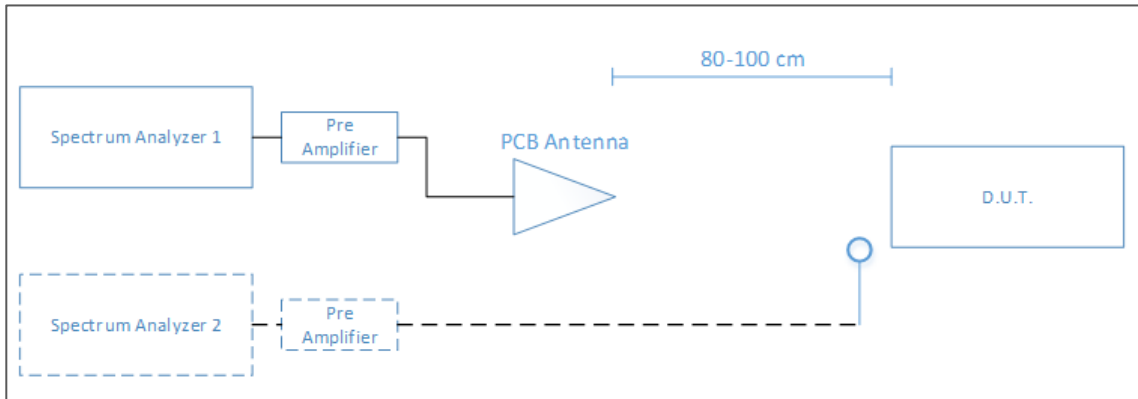 80-100 cm
Spectrum Analyzer 1
Pre
Amplifier
PCB Antenna
D.U.T.
Spectrum Analyzer 2
Pre
Amplifier